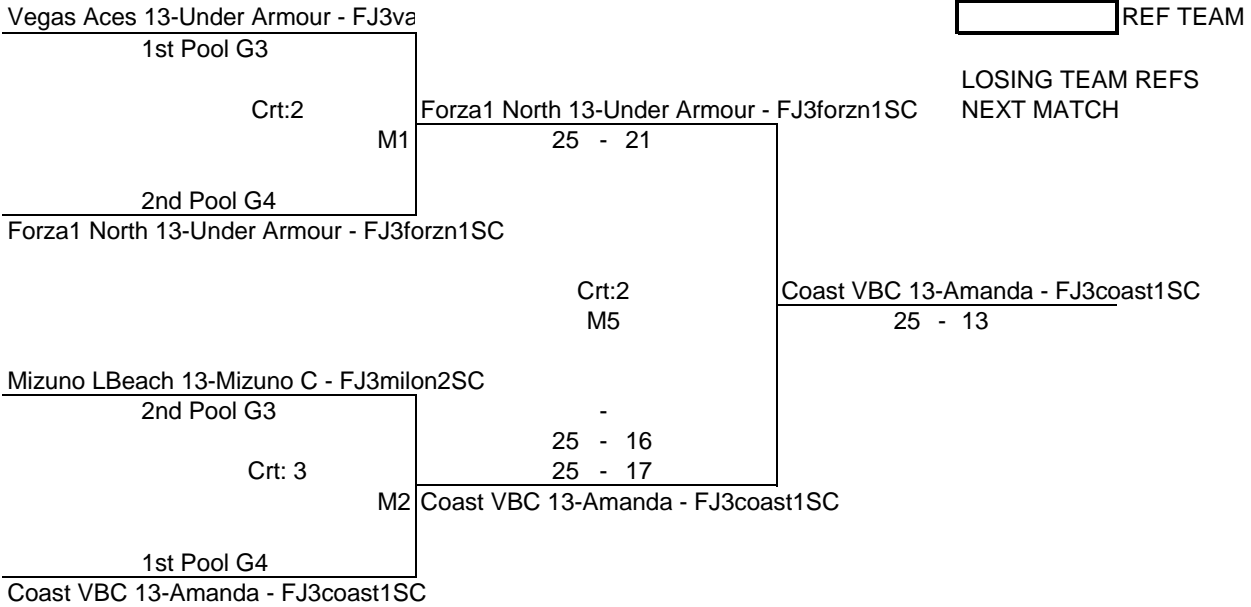 Vegas Aces 13-Under Armour - FJ3va
REF TEAM
1st Pool G3
LOSING TEAM REFS
NEXT MATCH
Crt:2
Forza1 North 13-Under Armour - FJ3forzn1SC
M1
25 - 21
2nd Pool G4
Forza1 North 13-Under Armour - FJ3forzn1SC
Crt:2
Coast VBC 13-Amanda - FJ3coast1SC
M5
25 - 13
Mizuno LBeach 13-Mizuno C - FJ3milon2SC
2nd Pool G3
-
25 - 16
Crt: 3
25 - 17
M2
Coast VBC 13-Amanda - FJ3coast1SC
1st Pool G4
Coast VBC 13-Amanda - FJ3coast1SC